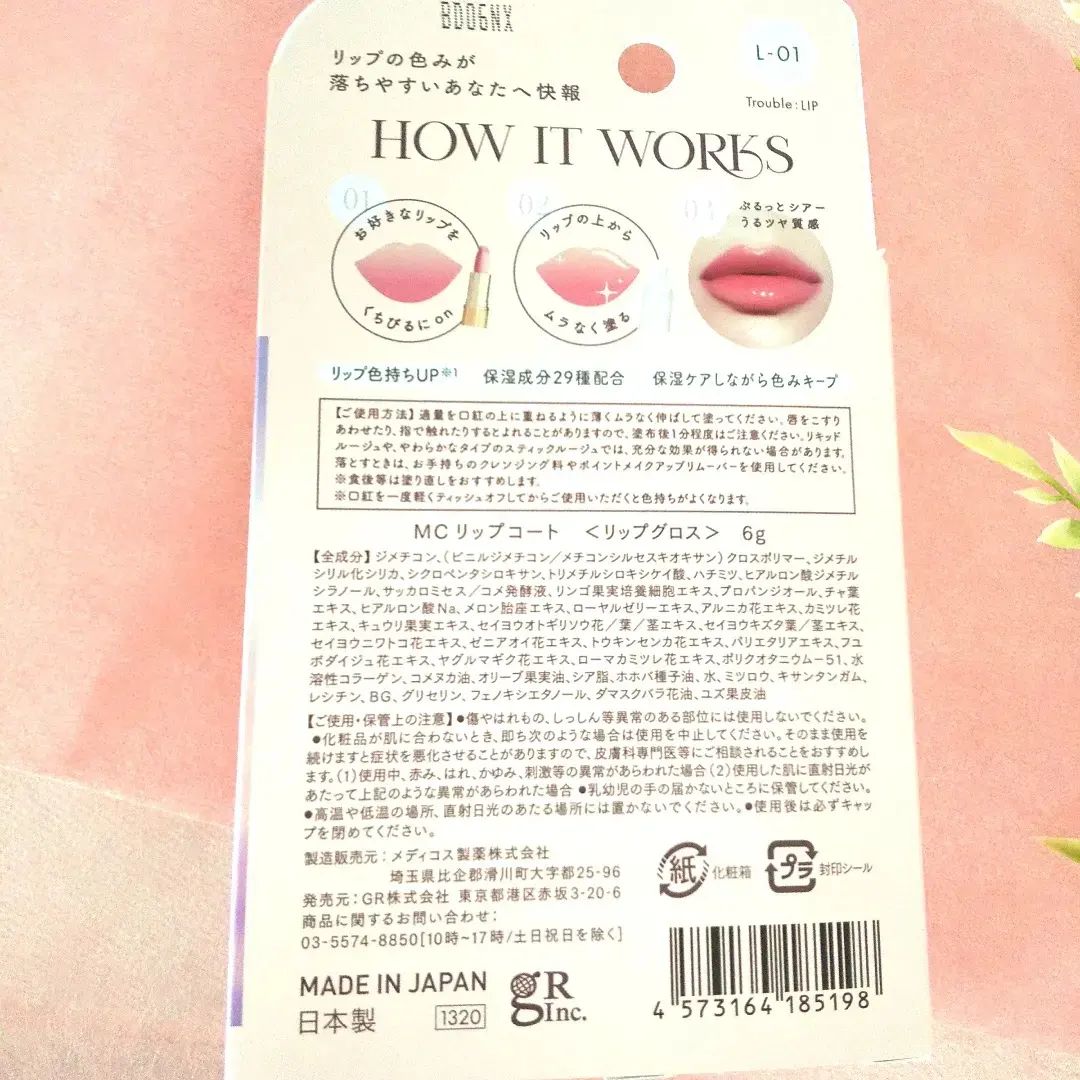 BD06NX
リップの色みが
落ちやすいあなたへ快報
L-01
Trouble:LIP
HOW IT WORKS
01
お好きなリップを
くちびるにon
02
リップの上から
ムラなく塗る
ぷるっとシアー
うるツヤ質感
リップ色持ちUP※1
保湿成分29種配合
保湿ケアしながら色みキープ
【ご使用方法】適量を口紅の上に重ねるように薄くムラなく伸ばして塗ってください。唇をこすり
あわせたり、指で触れたりするとよれることがありますので、塗布後1分程度はご注意ください。リキッド
ルージュや、やわらかなタイプのスティックルージュでは、充分な効果が得られない場合があります。
落とすときは、お手持ちのクレンジング料やポイントメイクアップリムーバーを使用してください。
※食後等は塗り直しをおすすめします。
※口紅を一度軽くティッシュオフしてからご使用いただくと色持ちがよくなります。
MCリップコート <リップグロス> 6g
【全成分】ジメチコン、(ビニルジメチコン/メチコンシルセスキオキサン)クロスポリマー、ジメチル
シリル化シリカ、シクロペンタシロキサン、トリメチルシロキシケイ酸、ハチミツ、ヒアルロン酸ジメチル
シラノール、サッカロミセス/コメ発酵液、リンゴ果実培養細胞エキス、プロパンジオール、チャ葉
エキス、ヒアルロン酸Na、メロン胎座エキス、ローヤルゼリーエキス、アルニカ花エキス、カミツレ花
エキス、キュウリ果実エキス、セイヨウオトギリソウ花/葉/茎エキス、セイヨウキズタ葉/茎エキス、
セイヨウニワトコ花エキス、ゼニアオイ花エキス、トウキンセンカ花エキス、パリエタリアエキス、フユ
ボダイジュ花エキス、ヤグルマギク花エキス、ローマカミツレ花エキス、ポリクオタニウム-51、水
溶性コラーゲン、コメヌカ油、オリーブ果実油、シア脂、ホホバ種子油、水、ミツロウ、キサンタンガム、
レシチン、BG、グリセリン、フェノキシエタノール、ダマスクバラ花油、ユズ果皮油
【ご使用・保管上の注意】●傷やはれもの、しっしん等異常のある部位には使用しないでください。
●化粧品が肌に合わないとき、即ち次のような場合は使用を中止してください。そのまま使用を
続けますと症状を悪化させることがありますので、皮膚科専門医等にご相談されることをおすすめし
ます。(1)使用中、赤み、はれ、かゆみ、刺激等の異常があらわれた場合(2)使用した肌に直射日光が
あたって上記のような異常があらわれた場合 ●乳幼児の手の届かないところに保管してください。
●高温や低温の場所、直射日光のあたる場所には置かないでください。●使用後は必ずキャッ
プを閉めてください。
製造販売元:メディコス製薬株式会社
埼玉県比企郡滑川町大字都25-96
発売元:GR株式会社 東京都港区赤坂3-20-6
商品に関するお問い合わせ:
03-5574-8850[10時~17時/土日祝日を除く]
紙 化粧箱
プラ 封印シール
MADE IN JAPAN
日本製
1320
gR
Inc.
4 573164 185198